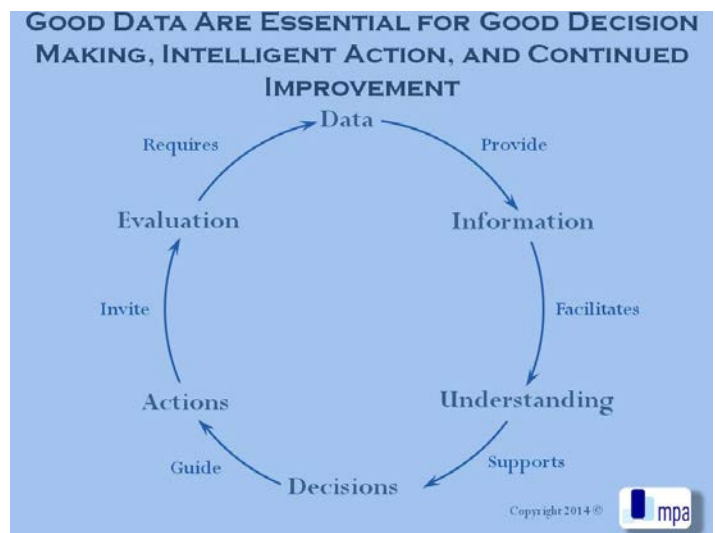 GOOD DATA ARE ESSENTIAL FOR GOOD DECISION
MAKING, INTELLIGENT ACTION, AND CONTINUED
IMPROVEMENT
Data
Requires
Provide
Evaluation
Information
Invite
Facilitates
Actions
Understanding
Guide
Supports
Decisions
Copyright 2014 ©
mpa